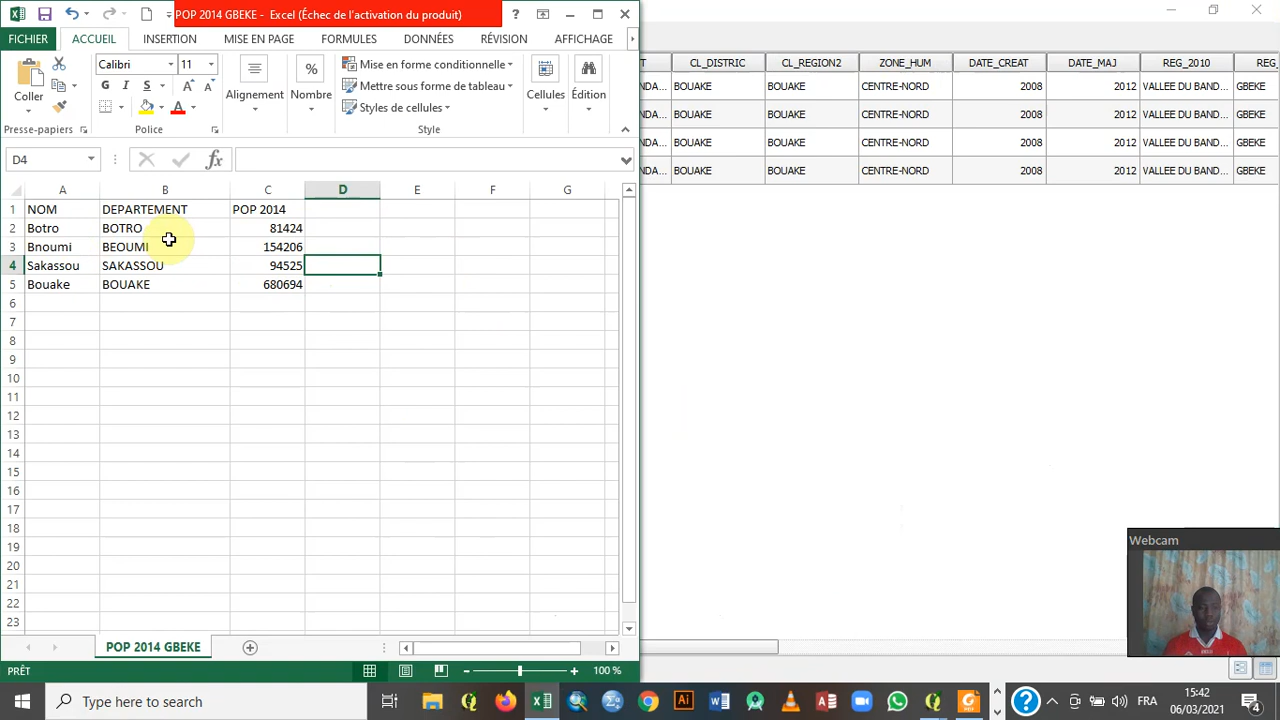 POP 2014 GBEKE - Excel (Échec de l'activation du produit)
FICHIER ACCUEIL INSERTION MISE EN PAGE FORMULES DONNÉES RÉVISION AFFICHAGE
Coller
Calibri 11
G I S
A A
Alignement
%
Nombre
Mise en forme conditionnelle
Mettre sous forme de tableau
Styles de cellules
Cellules
Édition
Presse-papiers Police Style
D4 fx
A B C D E F G
1 NOM DEPARTEMENT POP 2014
2 Botro BOTRO 81424
3 Bnoumi BEOUMI 154206
4 Sakassou SAKASSOU 94525
5 Bouake BOUAKE 680694
6
7
8
9
10
11
12
13
14
15
16
17
18
19
20
21
22
23
POP 2014 GBEKE
PRÊT 100 %
T CL_DISTRIC CL_REGION2 ZONE_HUM DATE_CREAT DATE_MAJ REG_2010 REG_
NDA... BOUAKE BOUAKE CENTRE-NORD 2008 2012 VALLEE DU BAND... GBEKE
NDA... BOUAKE BOUAKE CENTRE-NORD 2008 2012 VALLEE DU BAND... GBEKE
NDA... BOUAKE BOUAKE CENTRE-NORD 2008 2012 VALLEE DU BAND... GBEKE
NDA... BOUAKE BOUAKE CENTRE-NORD 2008 2012 VALLEE DU BAND... GBEKE
Webcam
Type here to search
FRA
15:42
06/03/2021
4